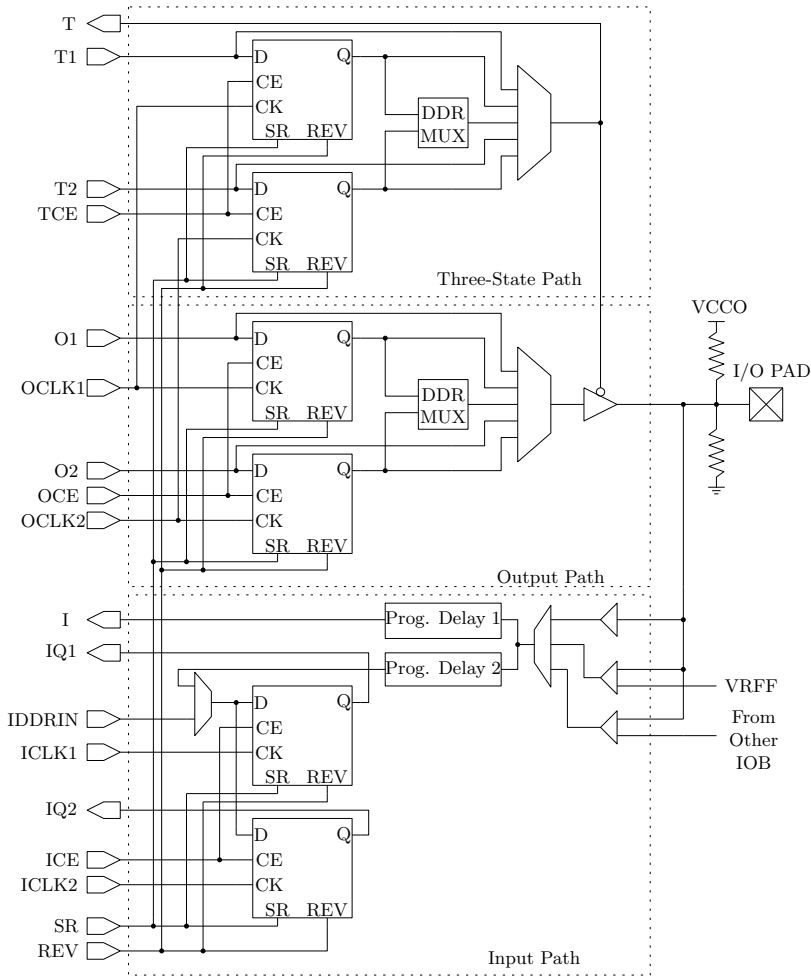 T
T1
D
Q
CE
CK
DDR
MUX
SR REV
T2
D
Q
TCE
CE
CK
SR REV
Three-State Path
VCCO
O1
D
Q
CE
I/O PAD
OCLK1
CK
DDR
MUX
SR REV
O2
D
Q
OCE
CE
OCLK2
CK
SR REV
Output Path
I
Prog. Delay 1
IQ1
Prog. Delay 2
VRFF
D
Q
IDDRIN
CE
From
Other
IOB
ICLK1
CK
SR REV
IQ2
D
Q
ICE
CE
ICLK2
CK
SR REV
SR
REV
Input Path